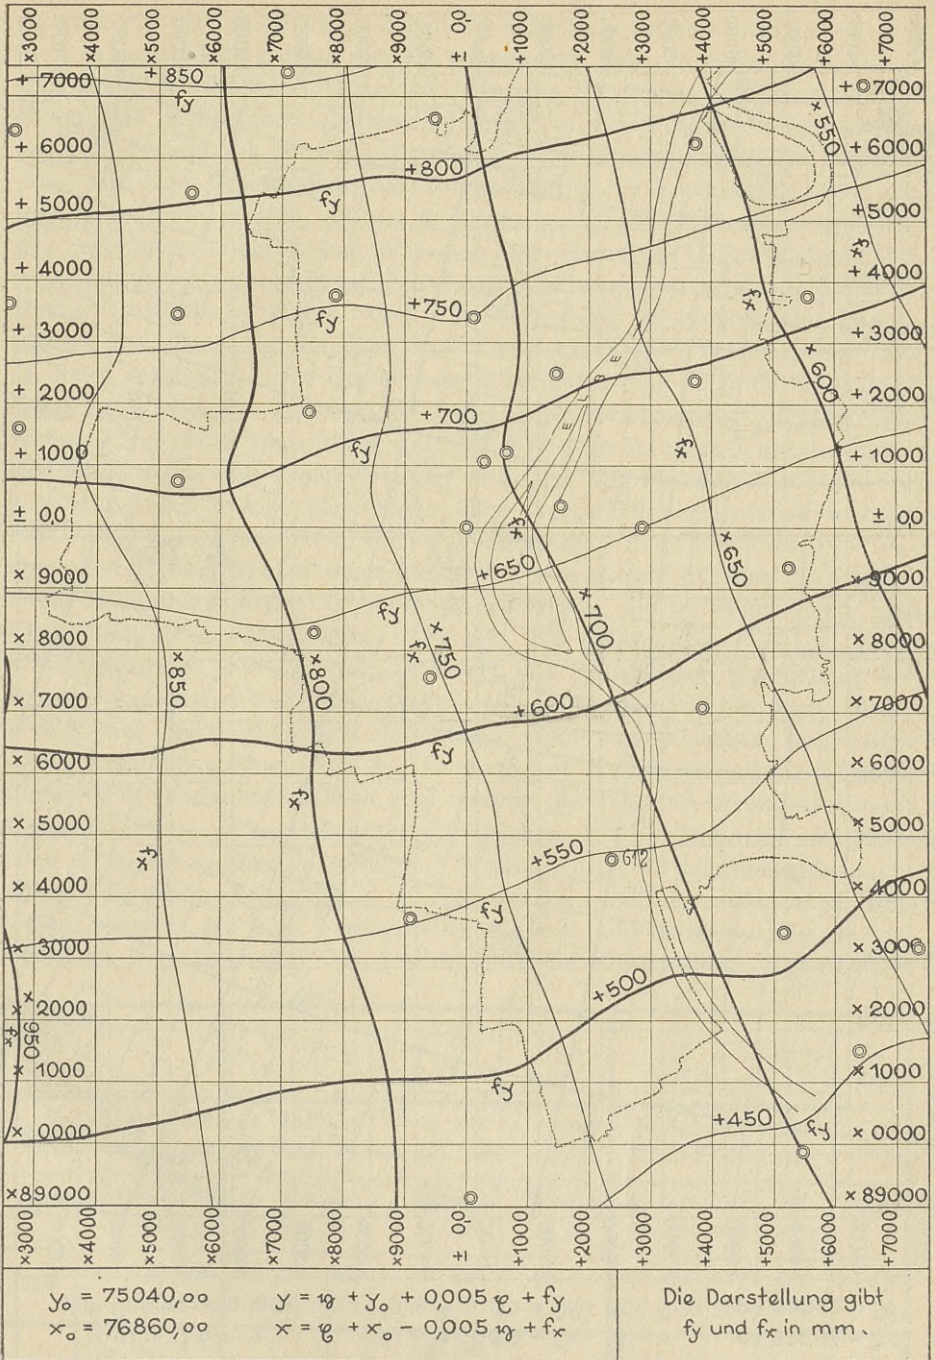 ×3000 ×4000 ×5000 ×6000 ×7000 ×8000 ×9000 ± 0,0 +1000 +2000 +3000 +4000 +5000 +6000 +7000
+ 7000 + 850 + 7000
fy
×550
+ 6000 + 6000
+800
fy
+ 5000 + 5000
fx
+ 4000 + 4000
+750 fx
fy
+ 3000 + 3000
×600
E L B E
+ 2000 + 2000
+700
fy fx
+ 1000 + 1000
± 0,0 fx ± 0,0
+650 ×650
× 9000 × 9000
fy ×700
× 8000 ×750 × 8000
fx
×850 ×800
× 7000 +600 × 7000
× 6000 fy × 6000
fx
× 5000 × 5000
fx +550 612
× 4000 × 4000
fy
× 3000 × 3000
+500
× 2000 × 2000
×950
fx
× 1000 × 1000
fy
+450 fy
× 0000 × 0000
×89000 × 89000
×3000 ×4000 ×5000 ×6000 ×7000 ×8000 ×9000 ± 0,0 +1000 +2000 +3000 +4000 +5000 +6000 +7000
y₀ = 75040,00 y = 𝔶 + y₀ + 0,005 𝔵 + fy
x₀ = 76860,00 x = 𝔵 + x₀ − 0,005 𝔶 + fx
Die Darstellung gibt
fy und fx in mm.